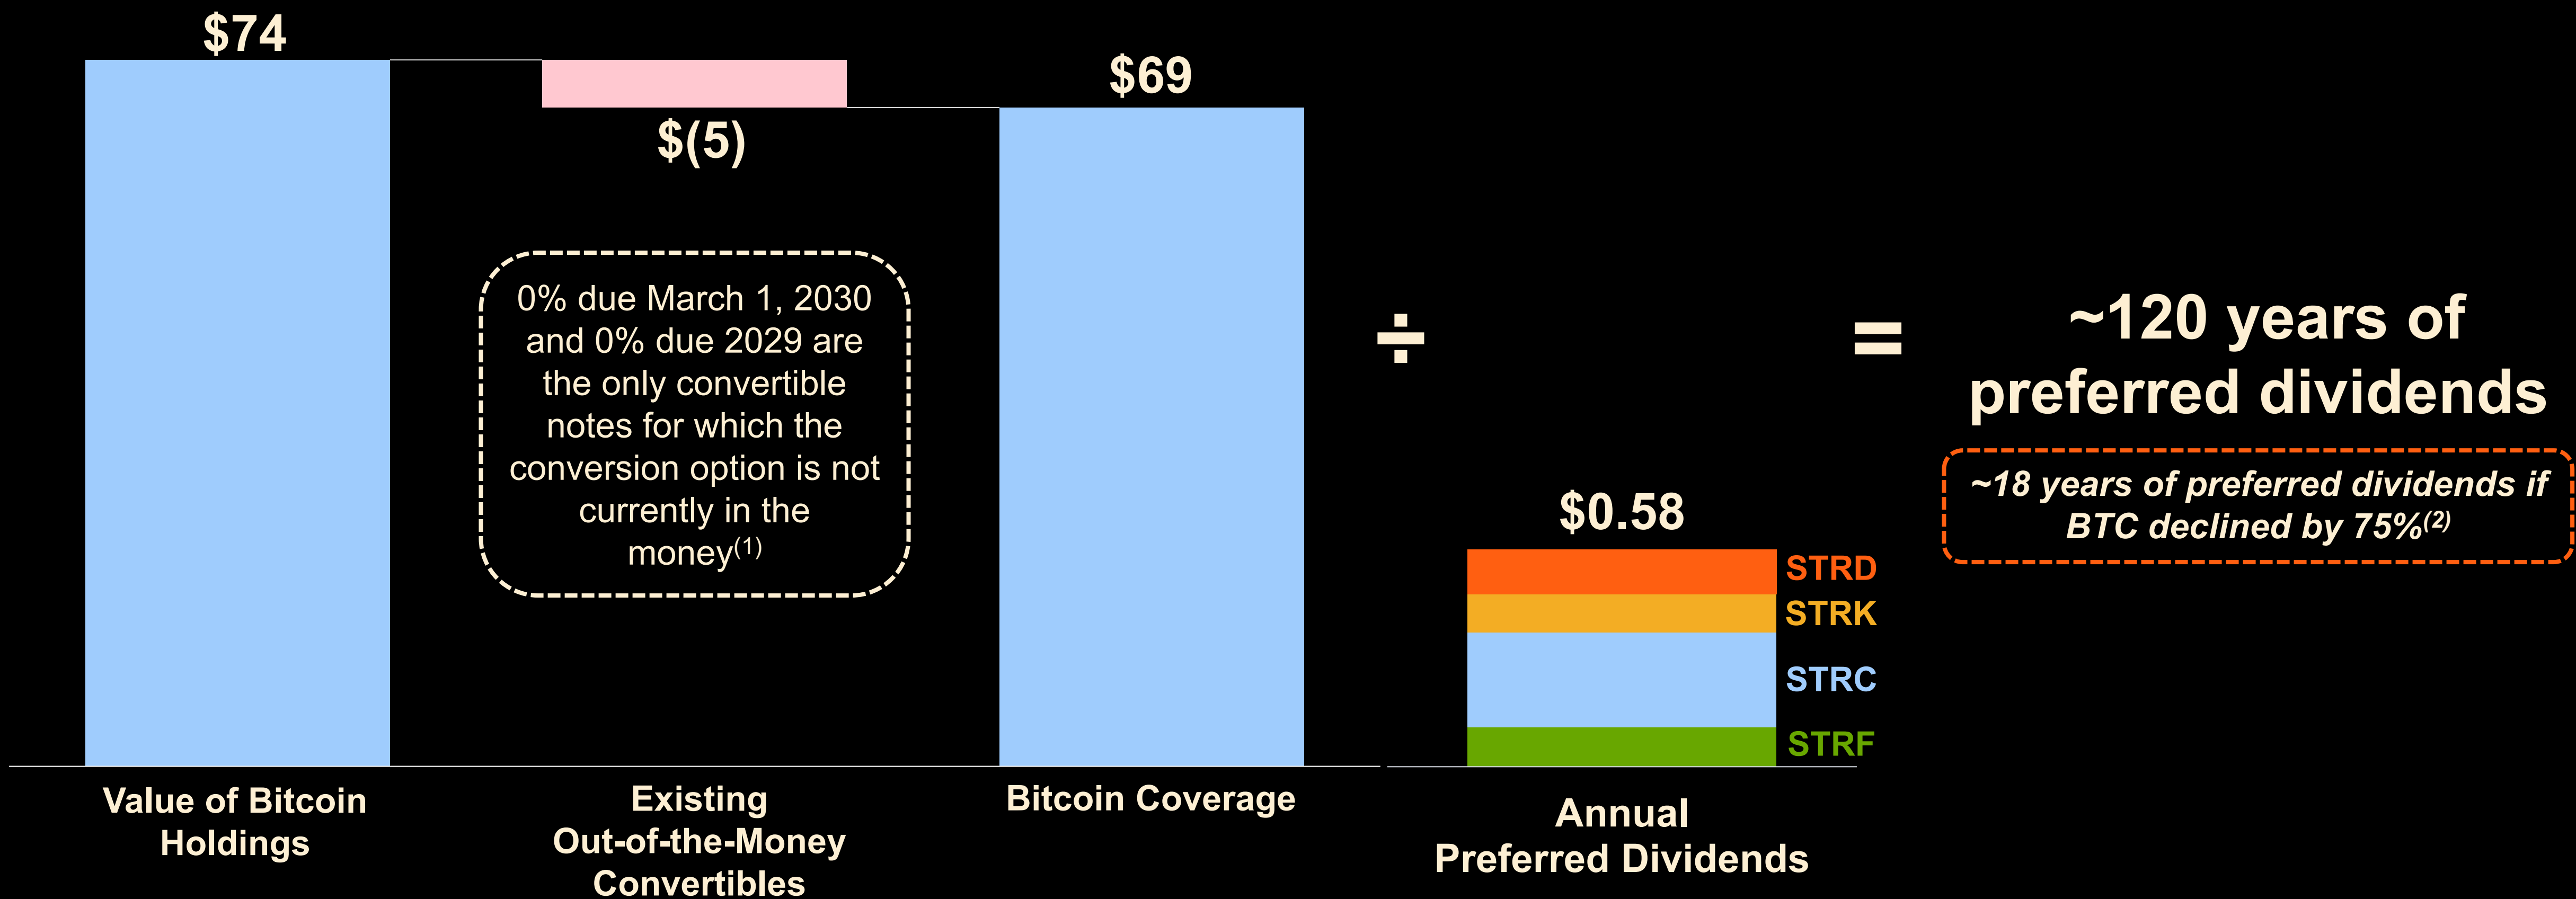 $74
$(5)
$69
0% due March 1, 2030
and 0% due 2029 are
the only convertible
notes for which the
conversion option is not
currently in the
money(1)
÷
$0.58
STRD
STRK
STRC
STRF
=
~120 years of
preferred dividends
~18 years of preferred dividends if
BTC declined by 75%(2)
Value of Bitcoin
Holdings
Existing
Out-of-the-Money
Convertibles
Bitcoin Coverage
Annual
Preferred Dividends